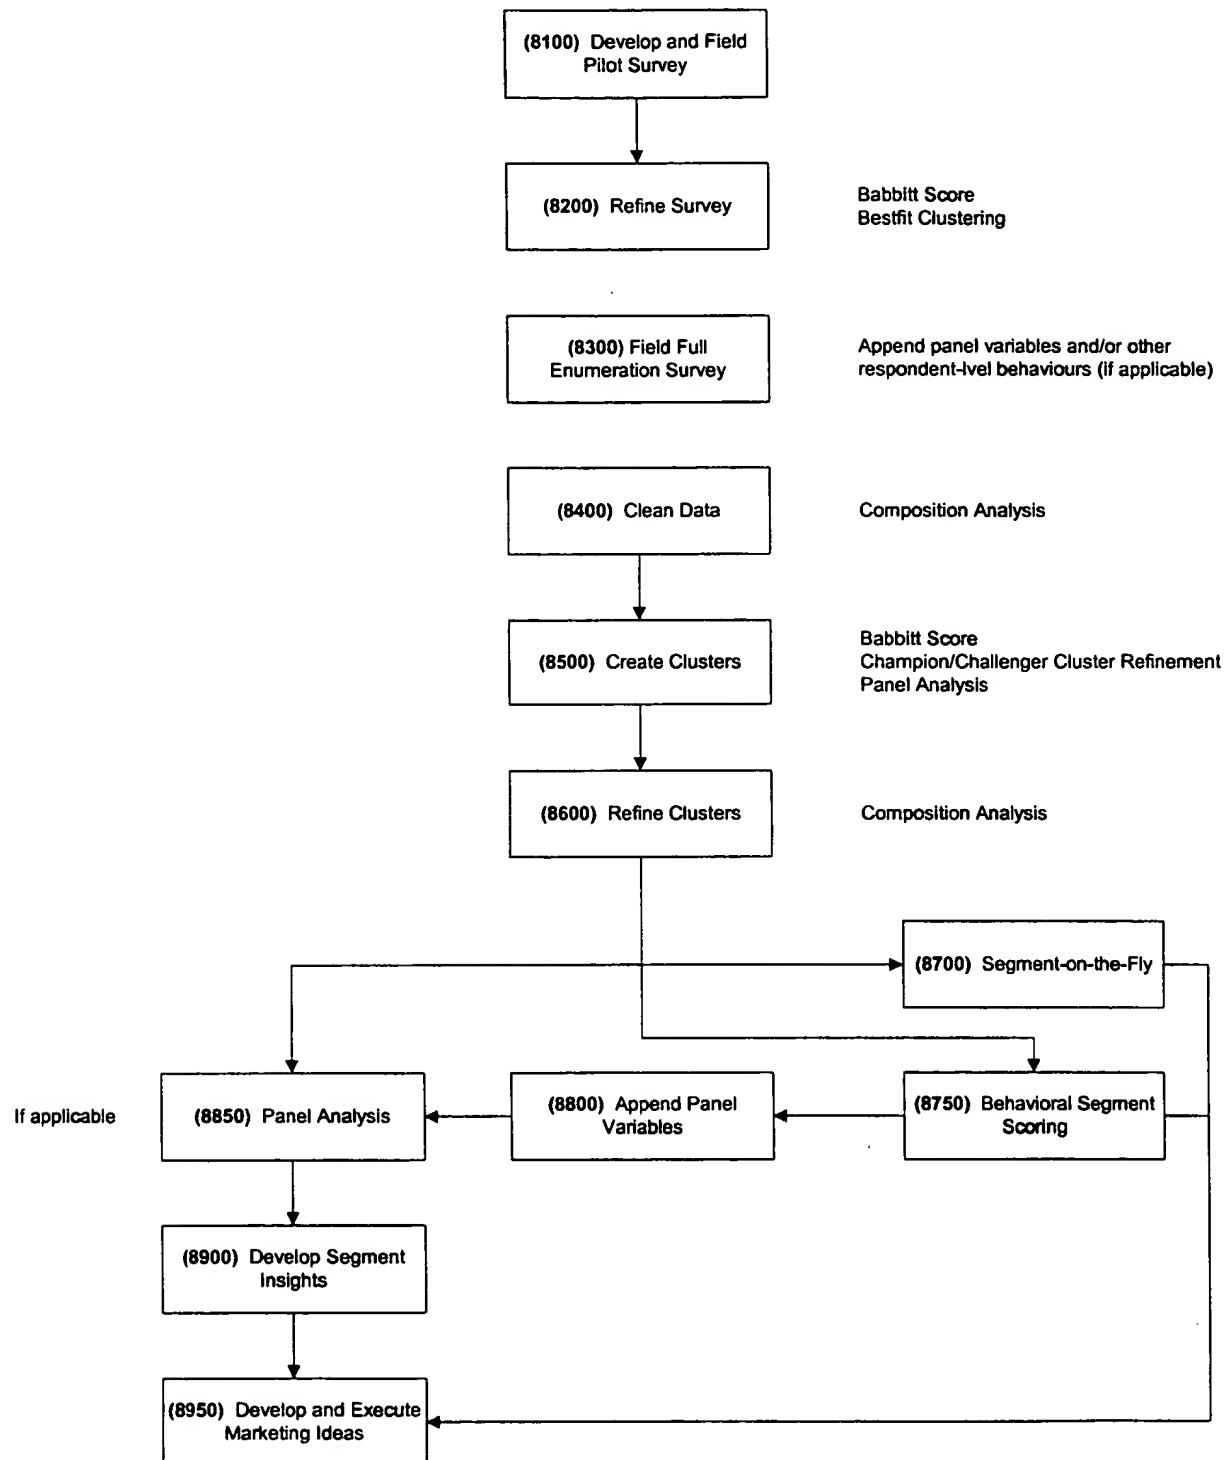 (8100) Develop and Field
Pilot Survey
(8200) Refine Survey
Babbitt Score
Bestfit Clustering
(8300) Field Full
Enumeration Survey
Append panel variables and/or other
respondent-lvel behaviours (if applicable)
(8400) Clean Data
Composition Analysis
(8500) Create Clusters
Babbitt Score
Champion/Challenger Cluster Refinement
Panel Analysis
(8600) Refine Clusters
Composition Analysis
(8700) Segment-on-the-Fly
If applicable
(8850) Panel Analysis
(8800) Append Panel
Variables
(8750) Behavioral Segment
Scoring
(8900) Develop Segment
Insights
(8950) Develop and Execute
Marketing Ideas